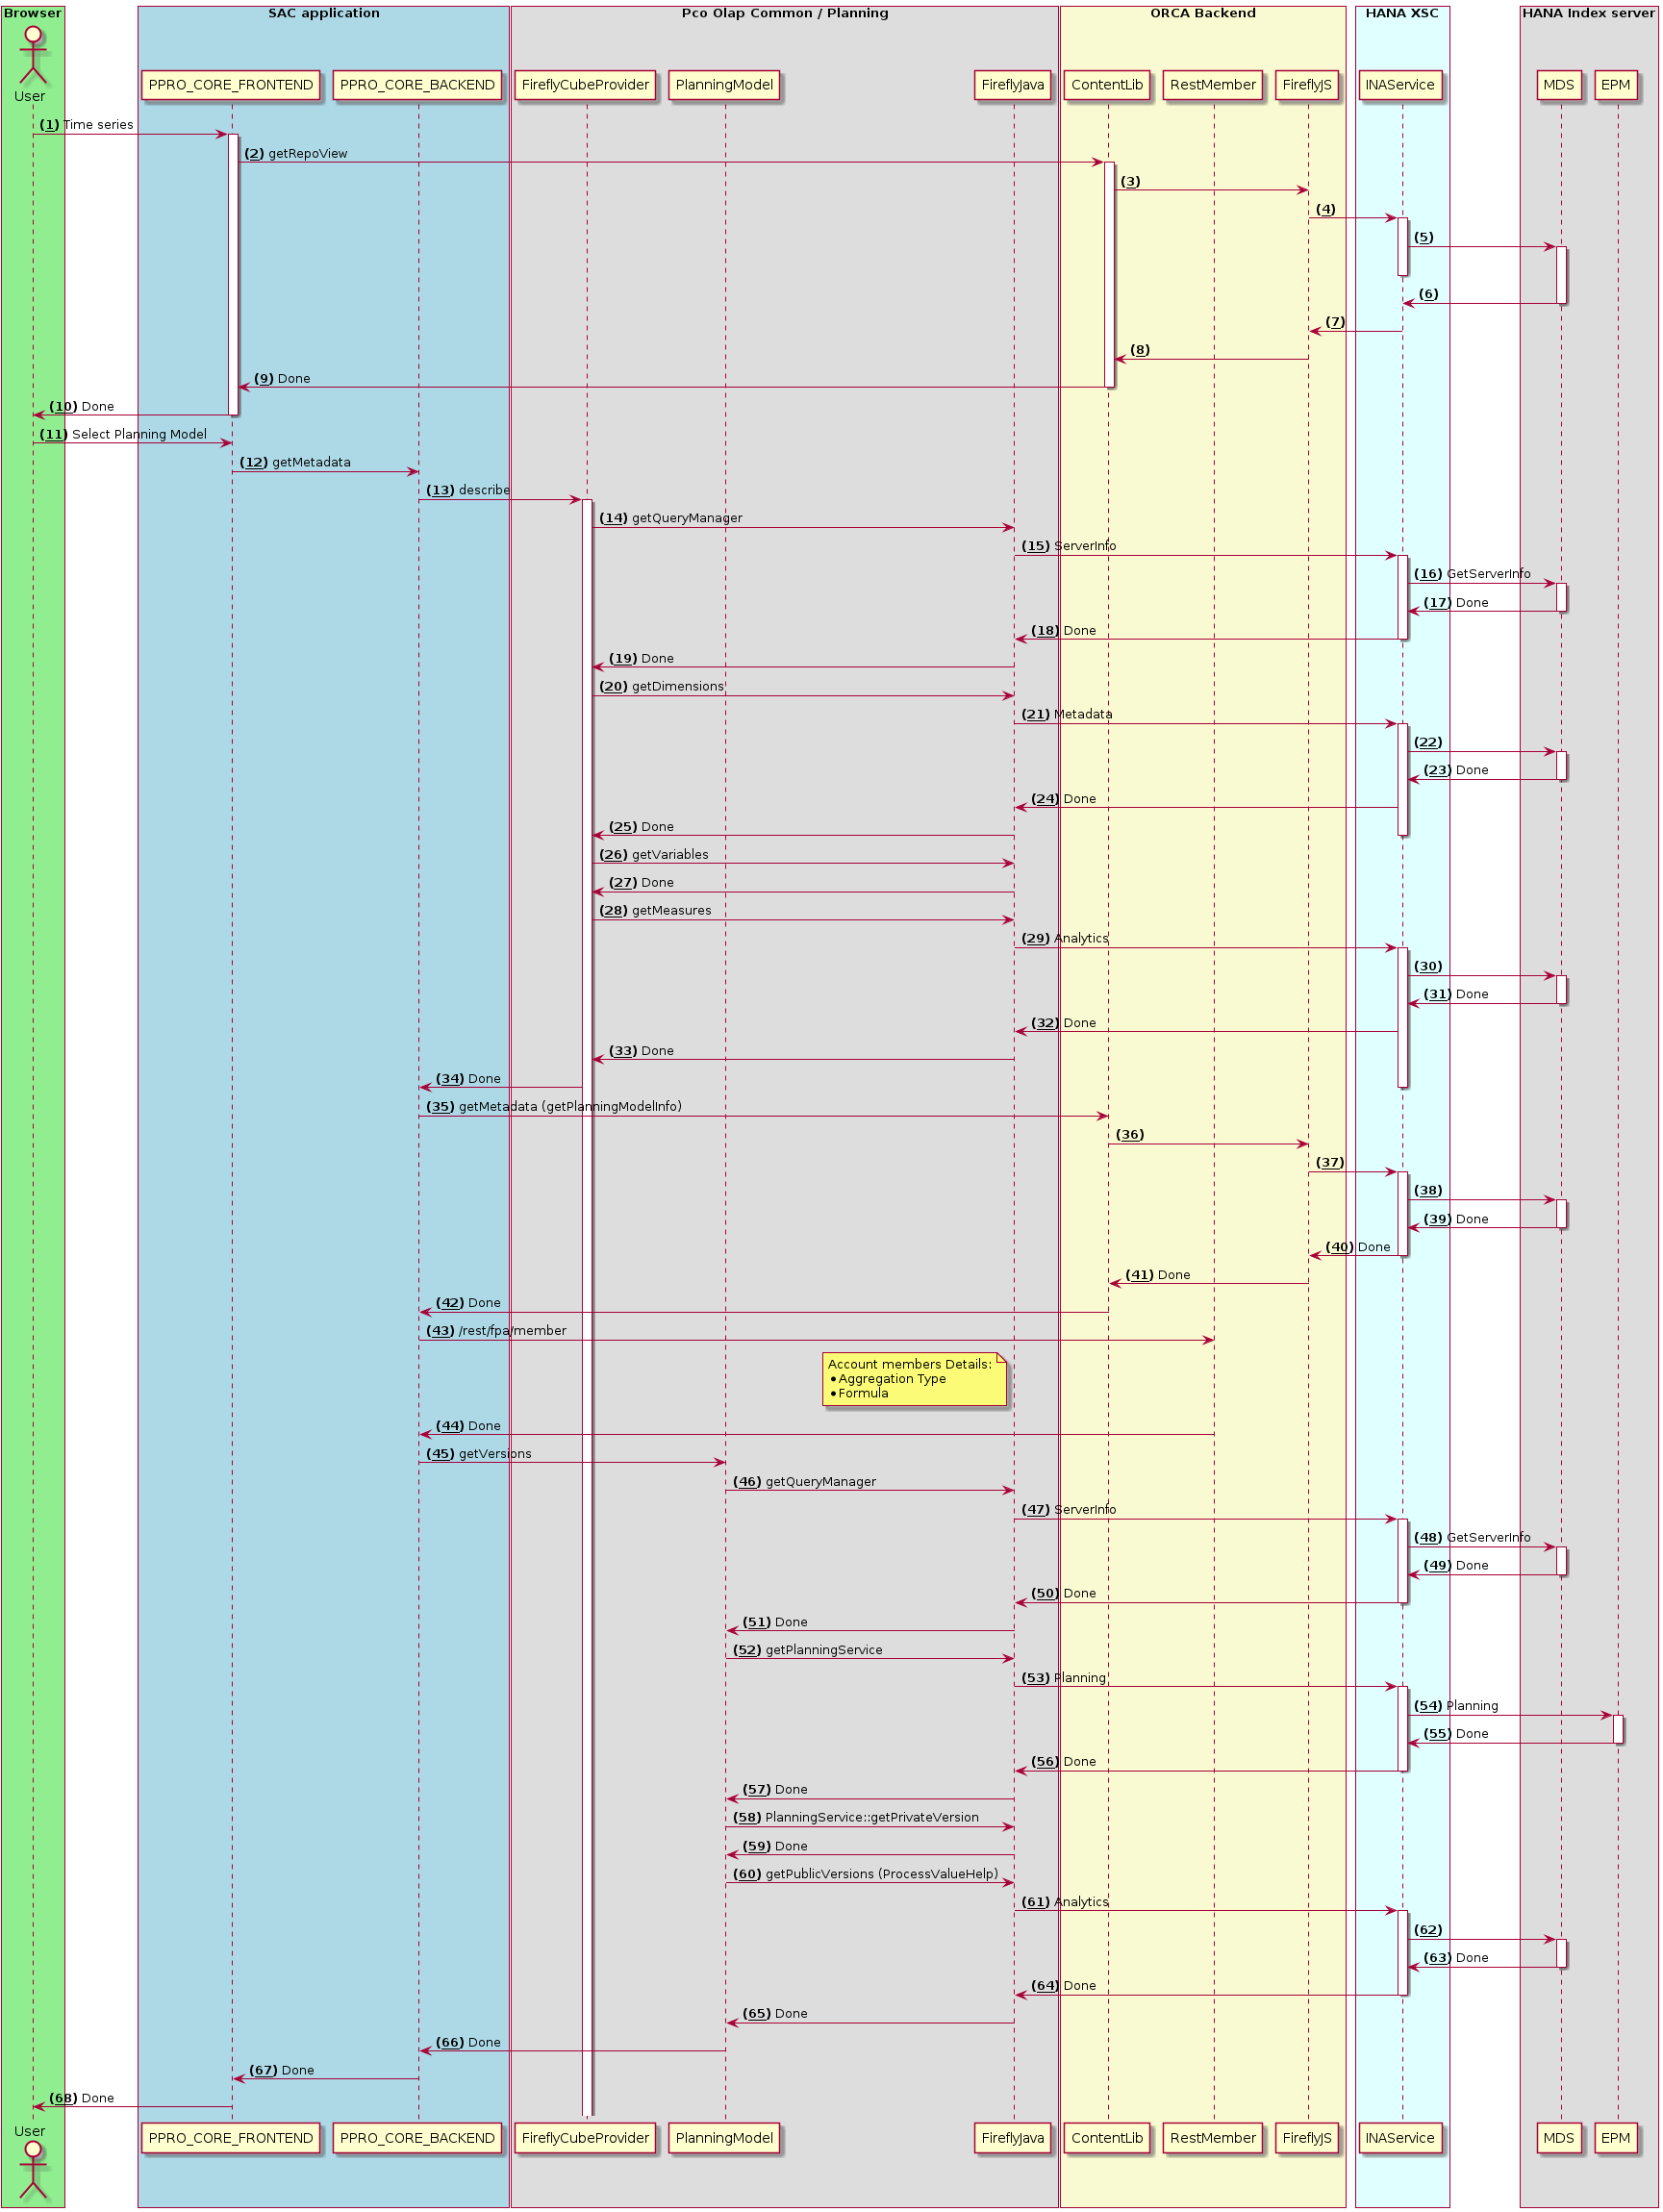 Browser
SAC application
Pco Olap Common / Planning
ORCA Backend
HANA XSC
HANA Index server
User
PPRO_CORE_FRONTEND
PPRO_CORE_BACKEND
FireflyCubeProvider
PlanningModel
FireflyJava
ContentLib
RestMember
FireflyJS
INAService
MDS
EPM
(1) Time series
(2) getRepoView
(3)
(4)
(5)
(6)
(7)
(8)
(9) Done
(10) Done
(11) Select Planning Model
(12) getMetadata
(13) describe
(14) getQueryManager
(15) ServerInfo
(16) GetServerInfo
(17) Done
(18) Done
(19) Done
(20) getDimensions
(21) Metadata
(22)
(23) Done
(24) Done
(25) Done
(26) getVariables
(27) Done
(28) getMeasures
(29) Analytics
(30)
(31) Done
(32) Done
(33) Done
(34) Done
(35) getMetadata (getPlanningModelInfo)
(36)
(37)
(38)
(39) Done
(40) Done
(41) Done
(42) Done
(43) /rest/fpa/member
Account members Details:
• Aggregation Type
• Formula
(44) Done
(45) getVersions
(46) getQueryManager
(47) ServerInfo
(48) GetServerInfo
(49) Done
(50) Done
(51) Done
(52) getPlanningService
(53) Planning
(54) Planning
(55) Done
(56) Done
(57) Done
(58) PlanningService::getPrivateVersion
(59) Done
(60) getPublicVersions (ProcessValueHelp)
(61) Analytics
(62)
(63) Done
(64) Done
(65) Done
(66) Done
(67) Done
(68) Done
User
PPRO_CORE_FRONTEND
PPRO_CORE_BACKEND
FireflyCubeProvider
PlanningModel
FireflyJava
ContentLib
RestMember
FireflyJS
INAService
MDS
EPM